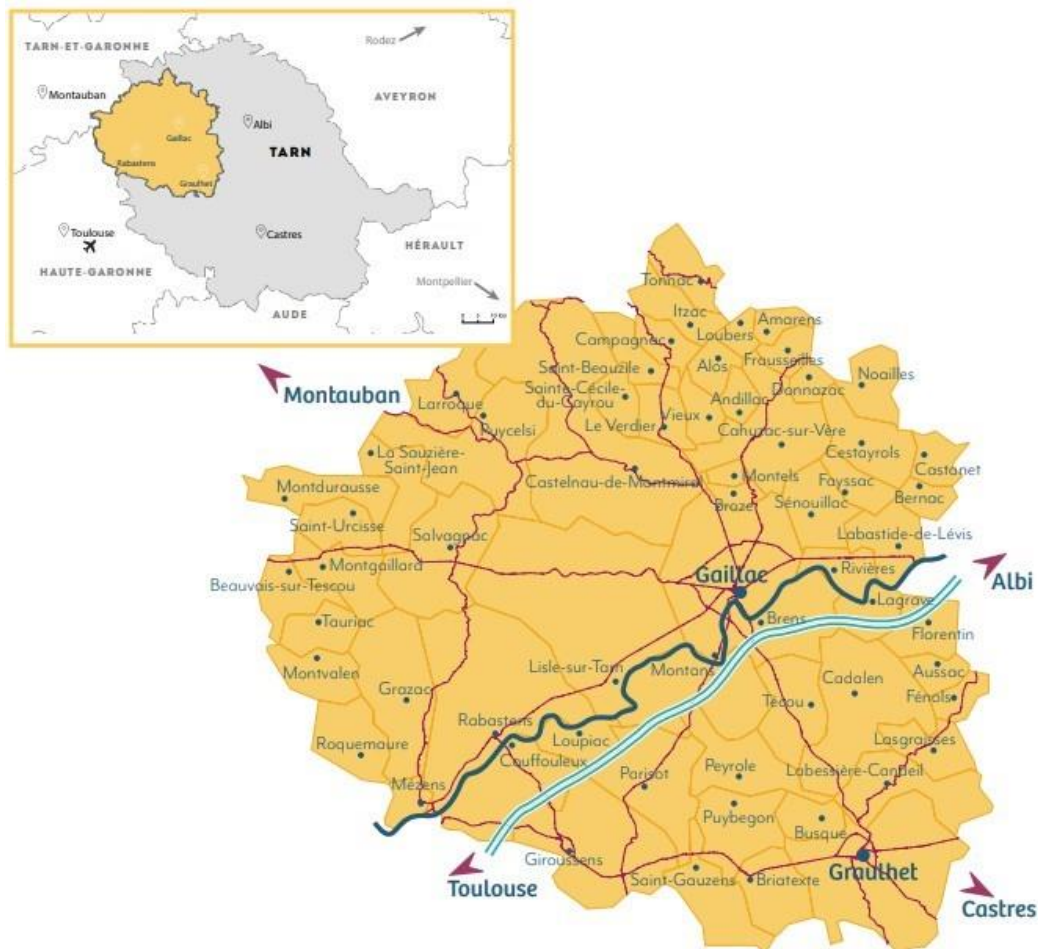 Rodez
TARN-ET-GARONNE
Montauban
AVEYRON
Albi
Gaillac
TARN
Rabastens
Graulhet
Toulouse
Castres
HÉRAULT
HAUTE-GARONNE
Montpellier
AUDE
Tonnac
Itzac
Amarens
Loubers
Campagnac
Frausseilles
Alos
Noailles
Saint-Beauzile
Donnazac
Montauban
Sainte-Cécile-
du-Cayrou
Andillac
Larroque
Vieux
Puycelsi
Le Verdier
Cahuzac-sur-Vère
La Sauzière-
Saint-Jean
Cestayrols
Castanet
Castelnau-de-Montmiral
Montels
Fayssac
Montdurausse
Broze
Sénouillac
Bernac
Saint-Urcisse
Salvagnac
Labastide-de-Lévis
Montgaillard
Gaillac
Rivières
Beauvais-sur-Tescou
Albi
Lagrave
Tauriac
Brens
Florentin
Lisle-sur-Tarn
Montans
Aussac
Montvalen
Cadalen
Grazac
Técou
Fénols
Rabastens
Roquemaure
Loupiac
Lasgraisses
Couffouleux
Parisot
Peyrole
Labessière-Candeil
Mézens
Puybegon
Busque
Giroussens
Graulhet
Toulouse
Saint-Gauzens
Briatexte
Castres